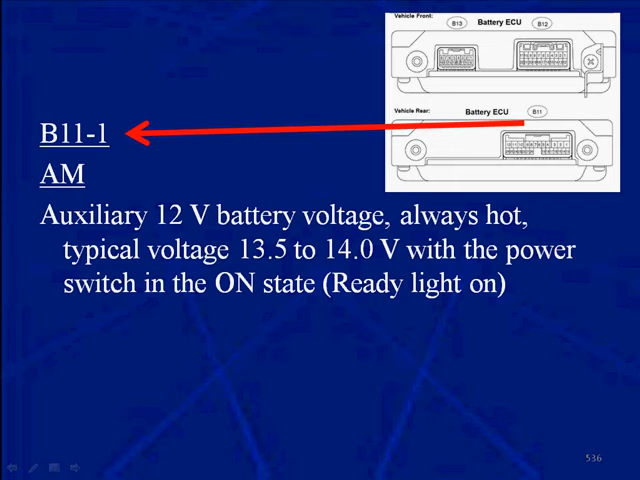 Vehicle Front:
B13
Battery ECU
B12
Vehicle Rear:
Battery ECU
B11
B11-1
AM
Auxiliary 12 V battery voltage, always hot,
typical voltage 13.5 to 14.0 V with the power
switch in the ON state (Ready light on)
536